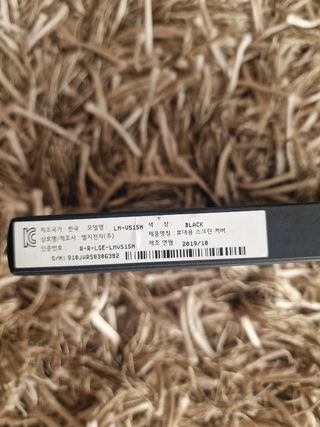 제조국가 : 한국 모델명 : LM-V515N 색 상 : BLACK
상호명/제조사 : 엘지전자(주) 제품명칭 : 휴대용 스크린 커버
인증번호 : R-R-LGE-LMV515N 제조 연월 : 2019/10
S/N: 910JWRS0306392